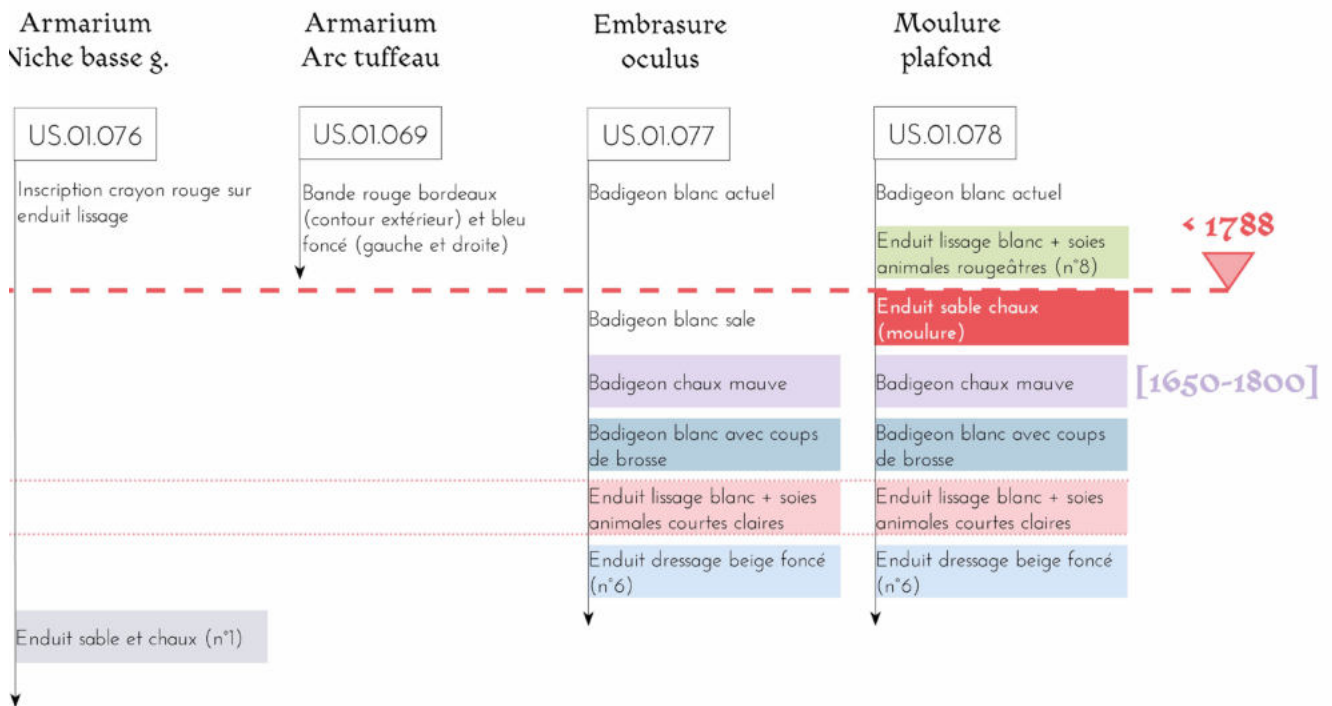 Armarium
Niche basse g.
Armarium
Arc tuffeau
Embrasure
oculus
Moulure
plafond
US.01.076
US.01.069
US.01.077
US.01.078
Inscription crayon rouge sur
enduit lissage
Bande rouge bordeaux
(contour extérieur) et bleu
foncé (gauche et droite)
Badigeon blanc actuel
Badigeon blanc actuel
Enduit lissage blanc + soies
animales rougeâtres (n°8)
< 1788
Badigeon blanc sale
Enduit sable chaux
(moulure)
Badigeon chaux mauve
Badigeon chaux mauve
[1650-1800]
Badigeon blanc avec coups
de brosse
Badigeon blanc avec coups
de brosse
Enduit lissage blanc + soies
animales courtes claires
Enduit lissage blanc + soies
animales courtes claires
Enduit dressage beige foncé
(n°6)
Enduit dressage beige foncé
(n°6)
Enduit sable et chaux (n°1)